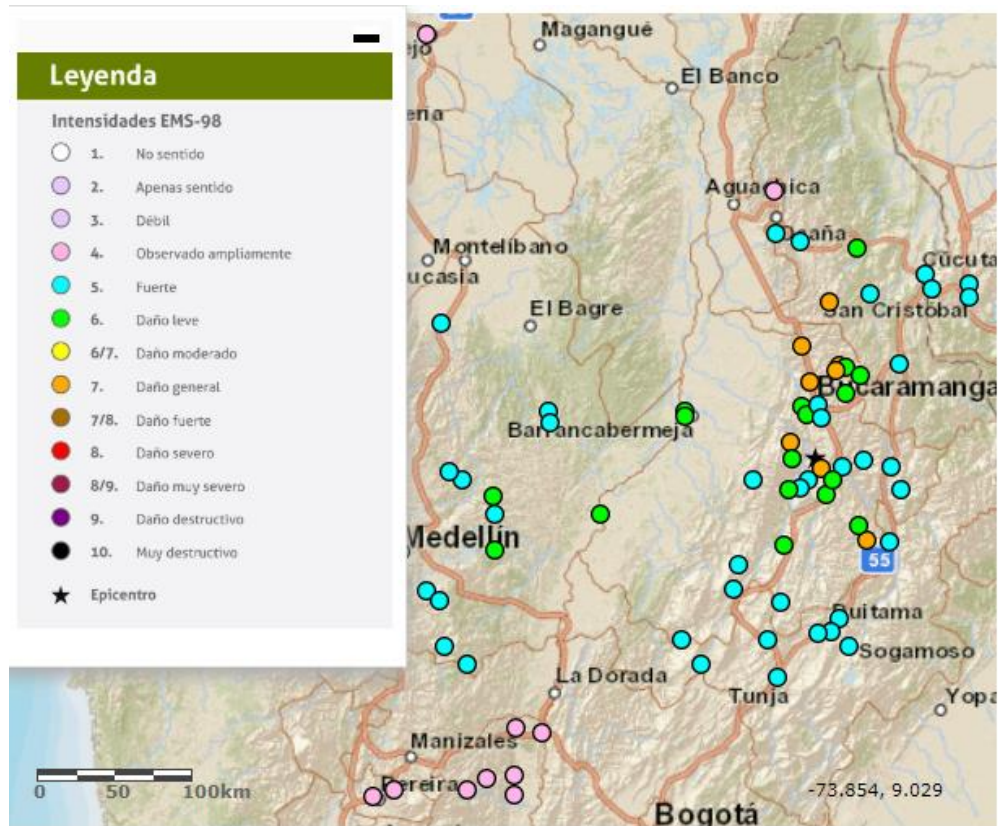 Leyenda
Intensidades EMS-98
1. No sentido
2. Apenas sentido
3. Débil
4. Observado ampliamente
5. Fuerte
6. Daño leve
6/7. Daño moderado
7. Daño general
7/8. Daño fuerte
8. Daño severo
8/9. Daño muy severo
9. Daño destructivo
10. Muy destructivo
Epicentro
Magangué
El Banco
Aguachica
Ocaña
Montelíbano
ucasia
Cúcuta
El Bagre
San Cristóbal
Bucaramanga
Barrancabermeja
Medellín
55
Duitama
Sogamoso
La Dorada
Tunja
Yopa
Manizales
Pereira
Bogotá
0 50 100km
-73.854, 9.029